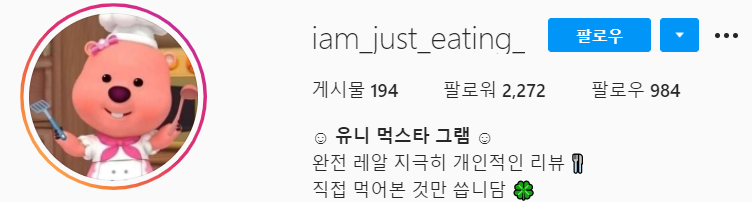 iam_just_eating_ 팔로우
게시물 194 팔로워 2,272 팔로우 984
☺ 유니 먹스타 그램 ☺
완전 레알 지극히 개인적인 리뷰🍴
직접 먹어본 것만 씁니담 🍀